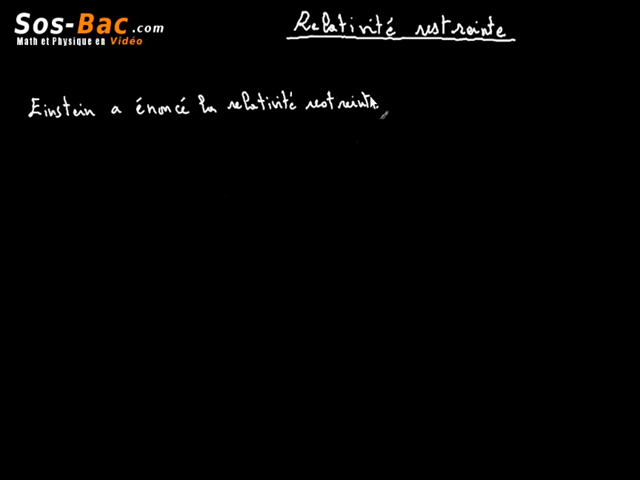 Sos-Bac.com
Math et Physique en Vidéo
Relativité restreinte
Einstein a énoncé la relativité restreinte